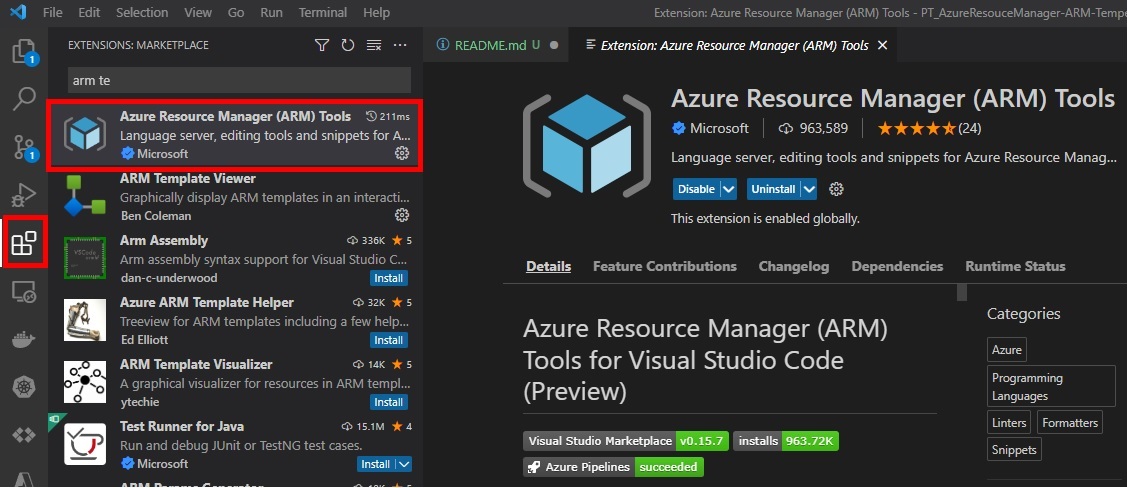 File Edit Selection View Go Run Terminal Help
Extension: Azure Resource Manager (ARM) Tools - PT_AzureResouceManager-ARM-Tempe
EXTENSIONS: MARKETPLACE
arm te
Azure Resource Manager (ARM) Tools 211ms
Language server, editing tools and snippets for A...
Microsoft
ARM Template Viewer
Graphically display ARM templates in an interacti...
Ben Coleman
Arm Assembly 336K 5
Arm assembly syntax support for Visual Studio C...
dan-c-underwood Install
Azure ARM Template Helper 32K 5
Treeview for ARM templates including a few help...
Ed Elliott Install
ARM Template Visualizer 14K 5
A graphical visualizer for resources in ARM templ...
ytechie Install
Test Runner for Java 15.1M 4
Run and debug JUnit or TestNG test cases.
Microsoft Install
1
1
README.md U
Extension: Azure Resource Manager (ARM) Tools
Azure Resource Manager (ARM) Tools
Microsoft 963,589 (24)
Language server, editing tools and snippets for Azure Resource Manag...
Disable Uninstall
This extension is enabled globally.
Details Feature Contributions Changelog Dependencies Runtime Status
Azure Resource Manager (ARM)
Tools for Visual Studio Code
(Preview)
Visual Studio Marketplace v0.15.7 installs 963.72K
Azure Pipelines succeeded
Categories
Azure
Programming
Languages
Linters Formatters
Snippets